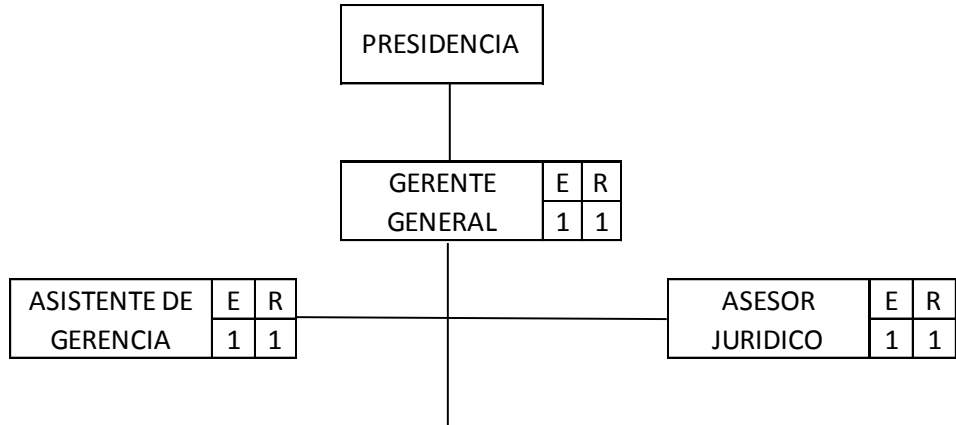 PRESIDENCIA
GERENTE E R
GENERAL 1 1
ASISTENTE DE E R
GERENCIA 1 1
ASESOR E R
JURIDICO 1 1